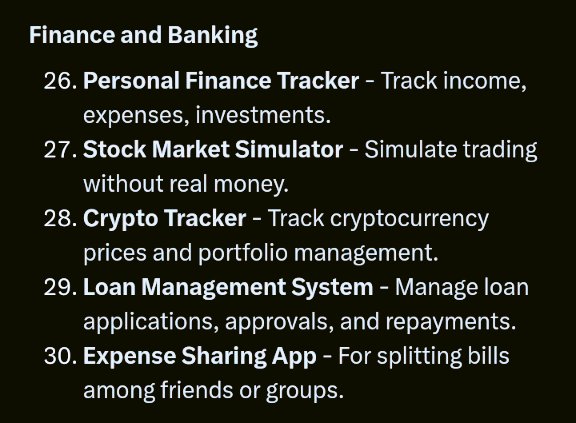 Finance and Banking
26. Personal Finance Tracker - Track income,
expenses, investments.
27. Stock Market Simulator - Simulate trading
without real money.
28. Crypto Tracker - Track cryptocurrency
prices and portfolio management.
29. Loan Management System - Manage loan
applications, approvals, and repayments.
30. Expense Sharing App - For splitting bills
among friends or groups.